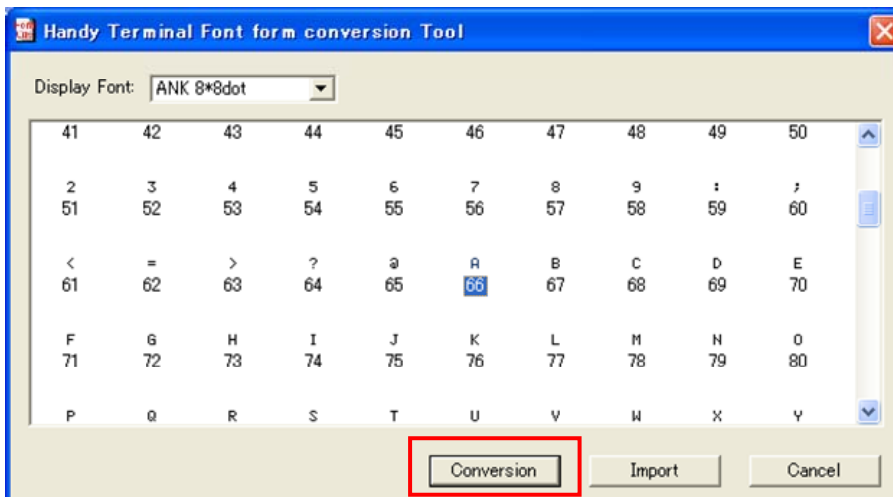 Handy Terminal Font form conversion Tool
Display Font: ANK 8*8dot
41 42 43 44 45 46 47 48 49 50
2 3 4 5 6 7 8 9 : ;
51 52 53 54 55 56 57 58 59 60
< = > ? @ A B C D E
61 62 63 64 65 66 67 68 69 70
F G H I J K L M N O
71 72 73 74 75 76 77 78 79 80
P Q R S T U V W X Y
Conversion Import Cancel